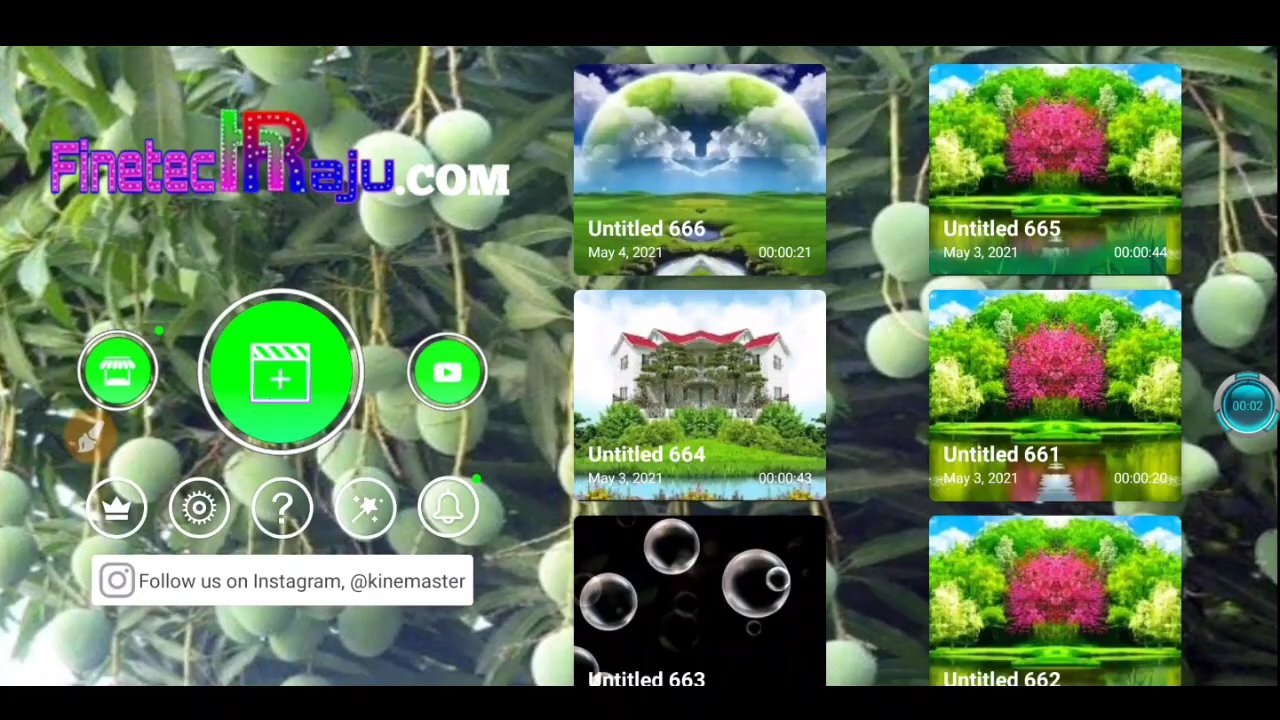 FinetechRaju.COM
Follow us on Instagram, @kinemaster
Untitled 666
May 4, 2021 00:00:21
Untitled 665
May 3, 2021 00:00:44
Untitled 664
May 3, 2021 00:00:43
Untitled 661
May 3, 2021 00:00:20
Untitled 663
Untitled 662
00:02